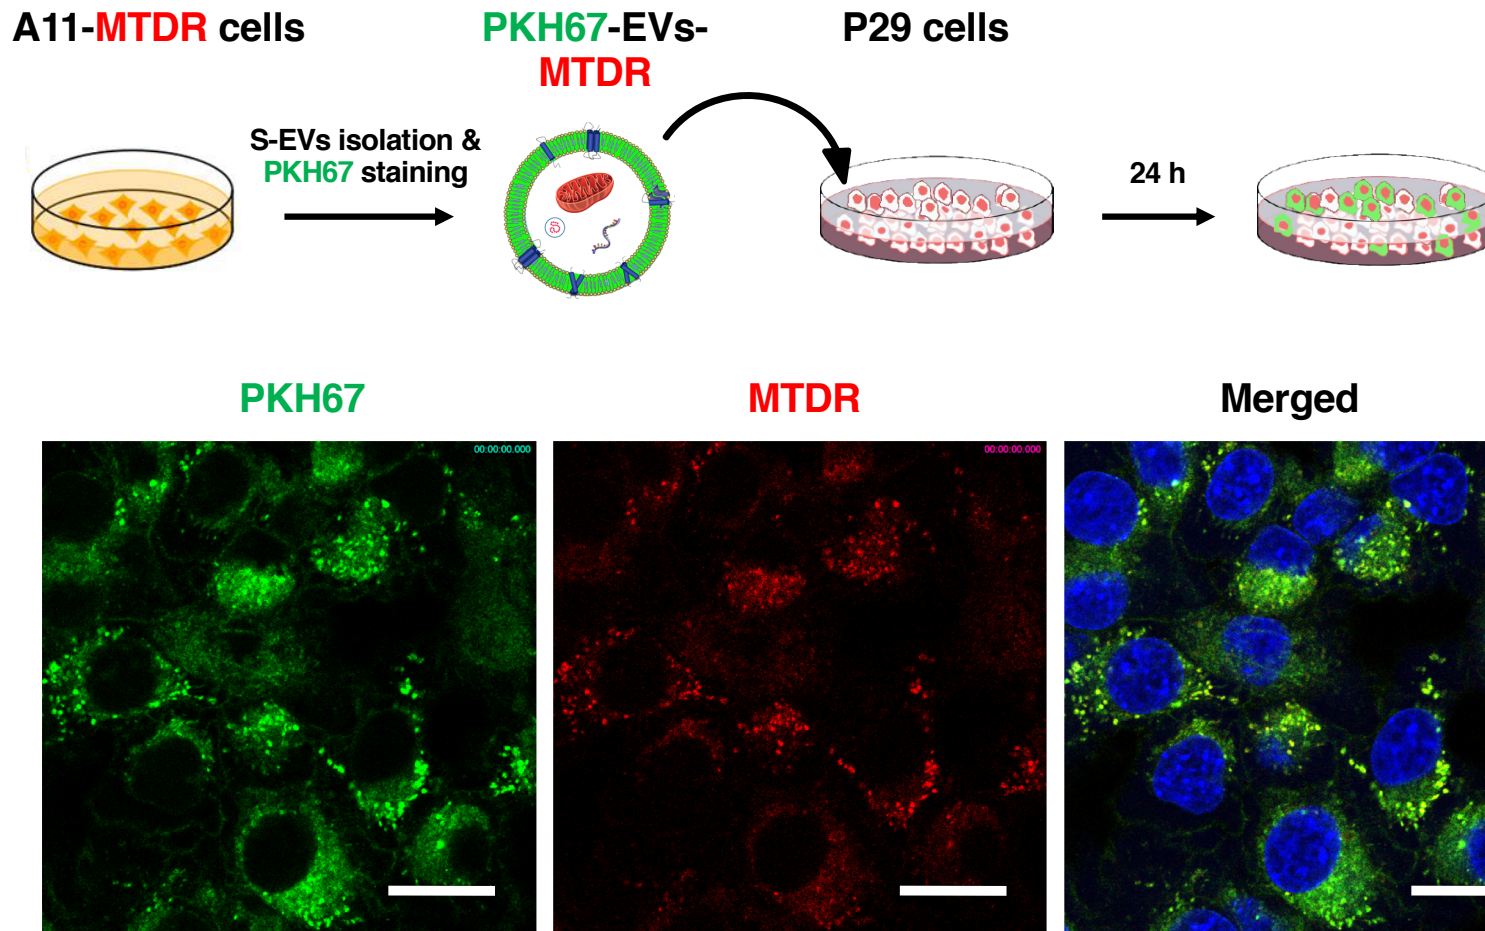 A11-MTDR cells
PKH67-EVs-
MTDR
P29 cells
S-EVs isolation &
PKH67 staining
24 h
PKH67
MTDR
Merged
00:00:00.000
00:00:00.000